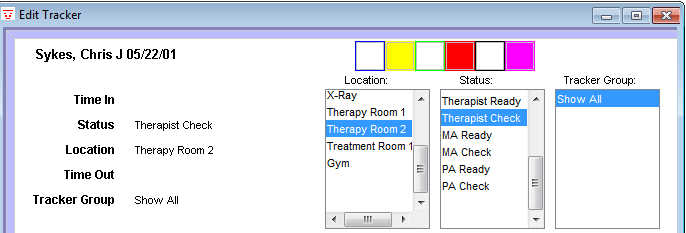 Edit Tracker
Sykes, Chris J 05/22/01
Location:
Status:
Tracker Group:
Time In
Status Therapist Check
Location Therapy Room 2
Time Out
Tracker Group Show All
X-Ray
Therapy Room 1
Therapy Room 2
Treatment Room 1
Gym
Therapist Ready
Therapist Check
MA Ready
MA Check
PA Ready
PA Check
Show All